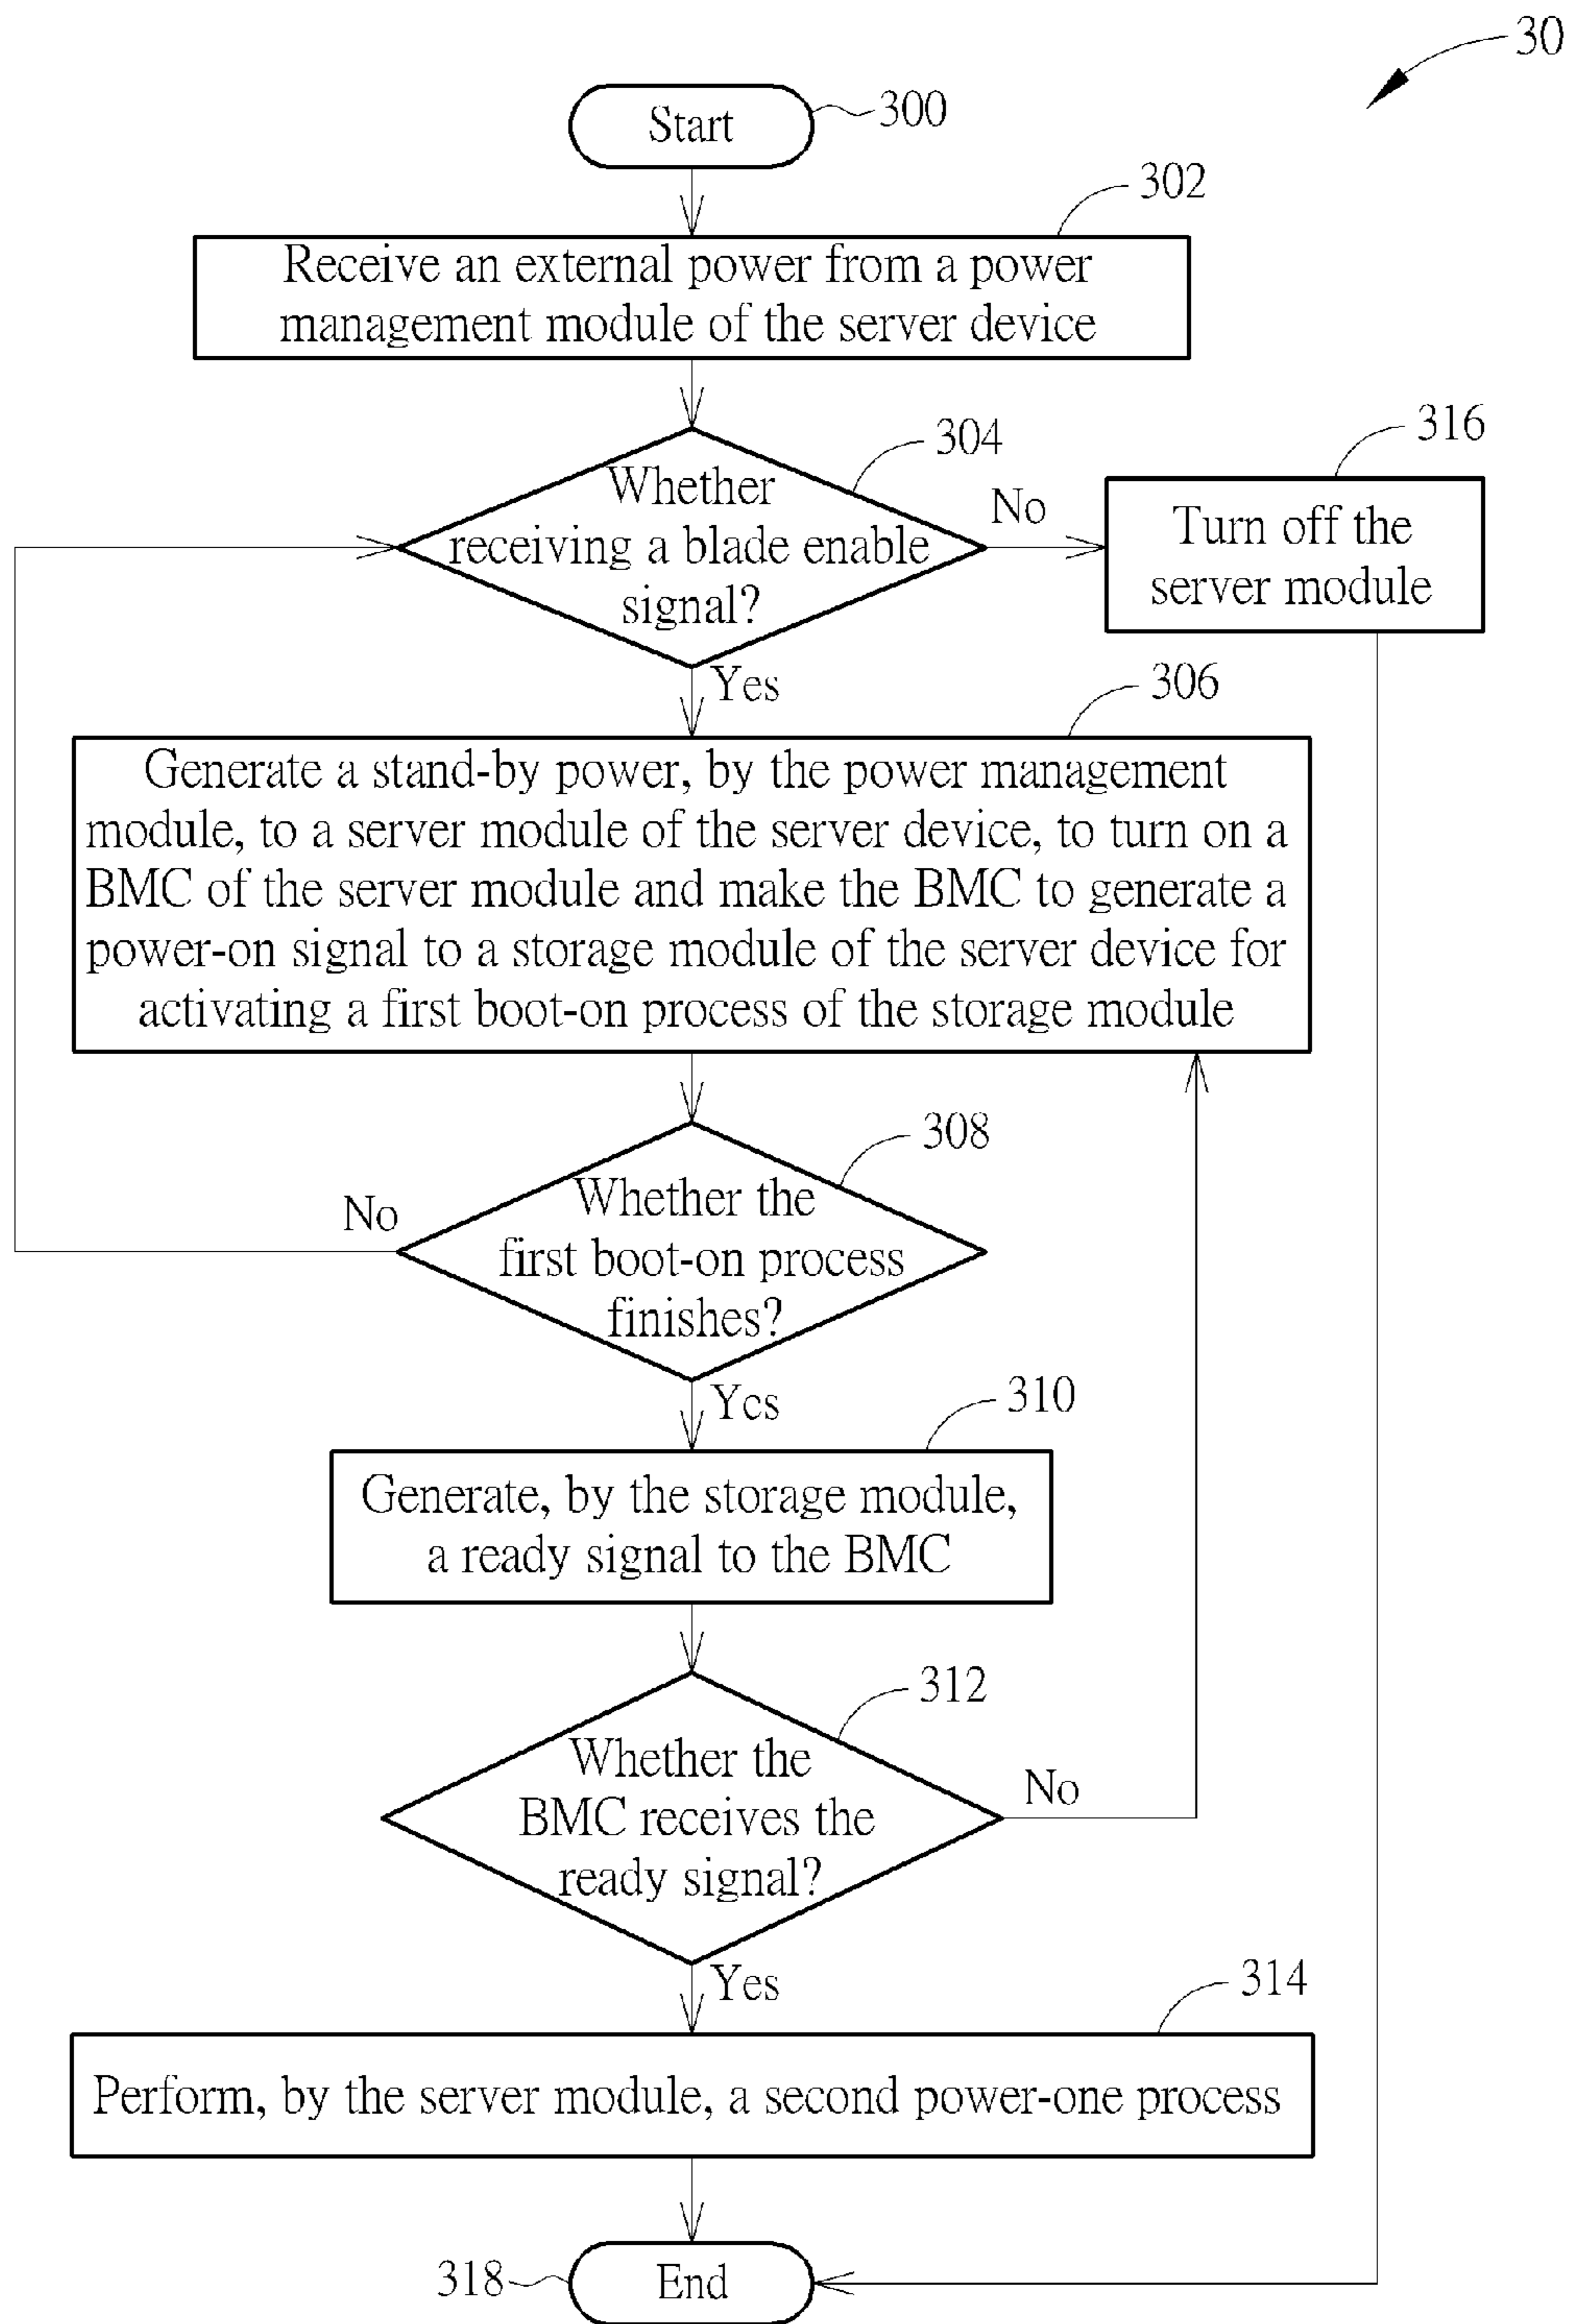 30
Start
300
302
Receive an external power from a power
management module of the server device
304
Whether
receiving a blade enable
signal?
No
316
Turn off the
server module
Yes
306
Generate a stand-by power, by the power management
module, to a server module of the server device, to turn on a
BMC of the server module and make the BMC to generate a
power-on signal to a storage module of the server device for
activating a first boot-on process of the storage module
308
No
Whether the
first boot-on process
finishes?
Yes
310
Generate, by the storage module,
a ready signal to the BMC
312
Whether the
BMC receives the
ready signal?
No
Yes
314
Perform, by the server module, a second power-one process
318
End